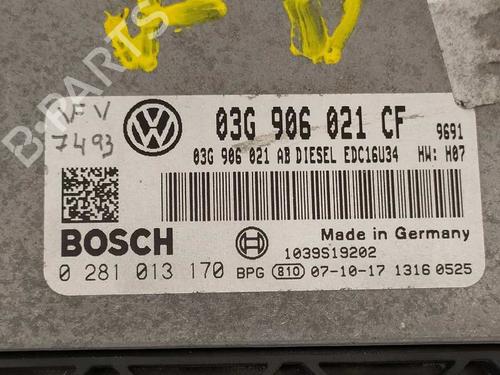 VFV
7493
03G 906 021 CF 9691
03G 906 021 AB DIESEL EDC16U34 HW: H07
BOSCH
Made in Germany
1039S19202
0 281 013 170 BPG 810 07-10-17 1316 0525
B-PARTS